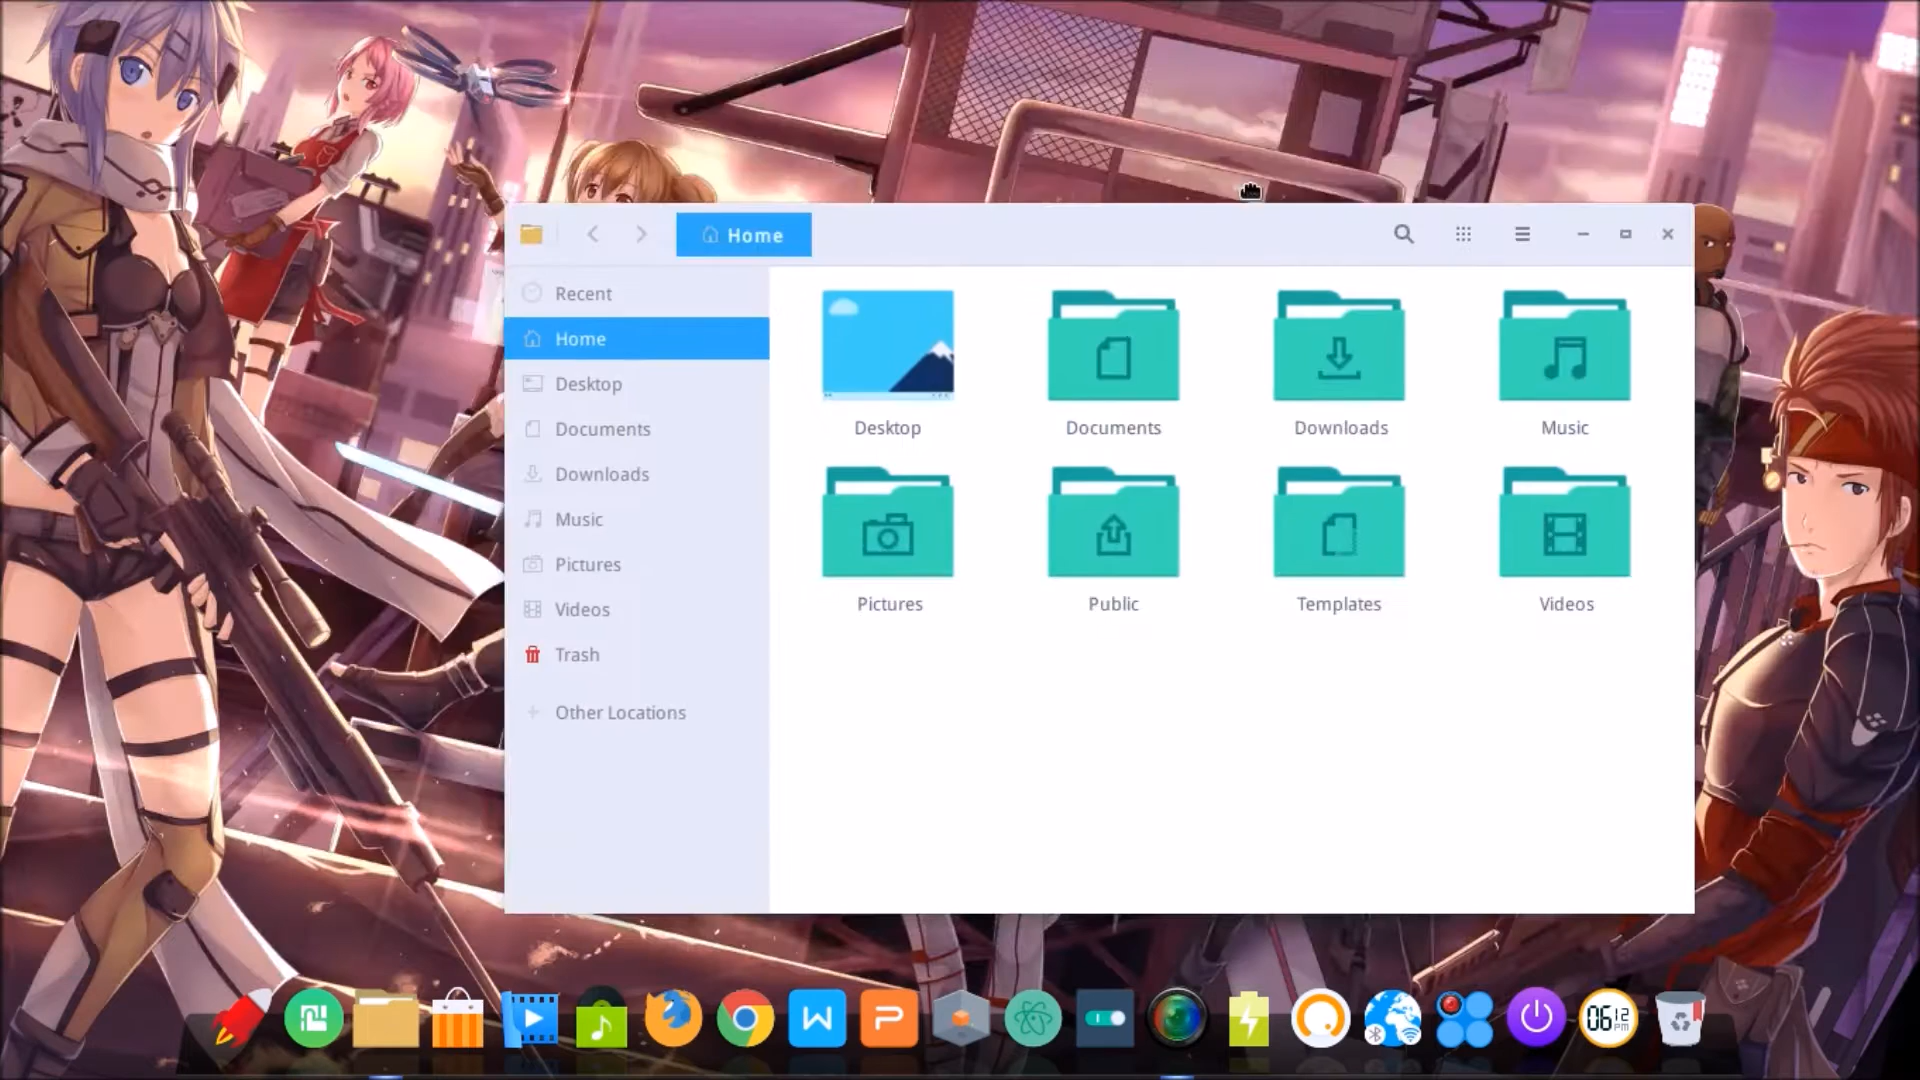 Home
Recent
Home
Desktop
Documents
Downloads
Music
Pictures
Videos
Trash
Other Locations
Desktop
Documents
Downloads
Music
Pictures
Public
Templates
Videos
W
P
06 12
PM